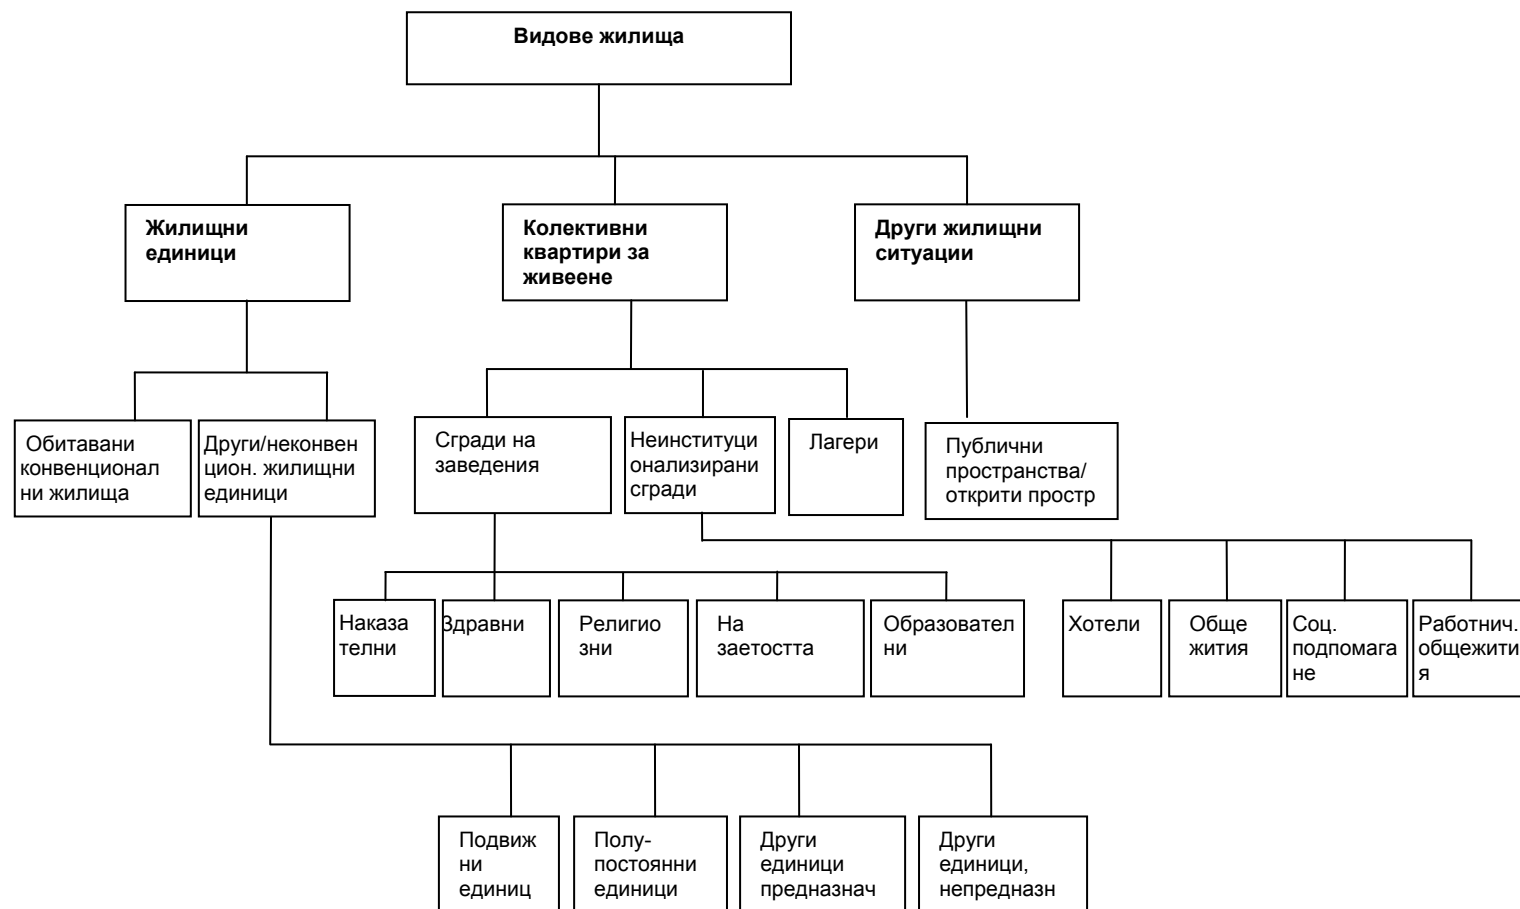 Видове жилища
Жилищни
единици
Колективни
квартири за
живеене
Други жилищни
ситуации
Обитавани
конвенционал
ни жилища
Други/неконвен
цион. жилищни
единици
Сгради на
заведения
Неинституци
онализирани
сгради
Лагери
Публични
пространства/
открити простр
Наказа
телни
Здравни
Религио
зни
На
заетостта
Образовател
ни
Хотели
Обще
жития
Соц.
подпомага
не
Работнич.
общежити
я
Подвиж
ни
единиц
Полу-
постоянни
единици
Други
единици
предназнач
Други
единици,
непредназн